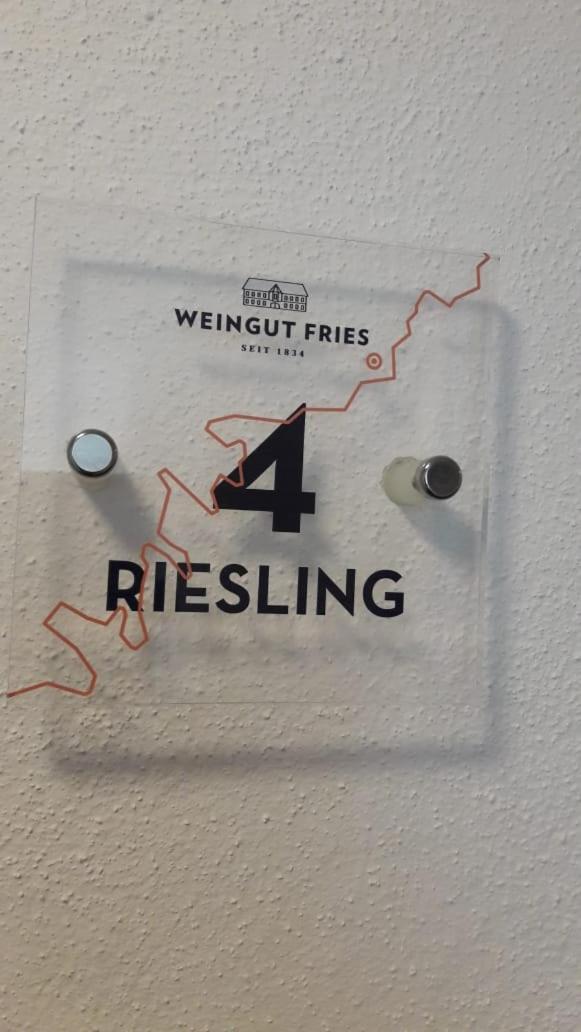 WEINGUT FRIES
SEIT 1834
4
RIESLING